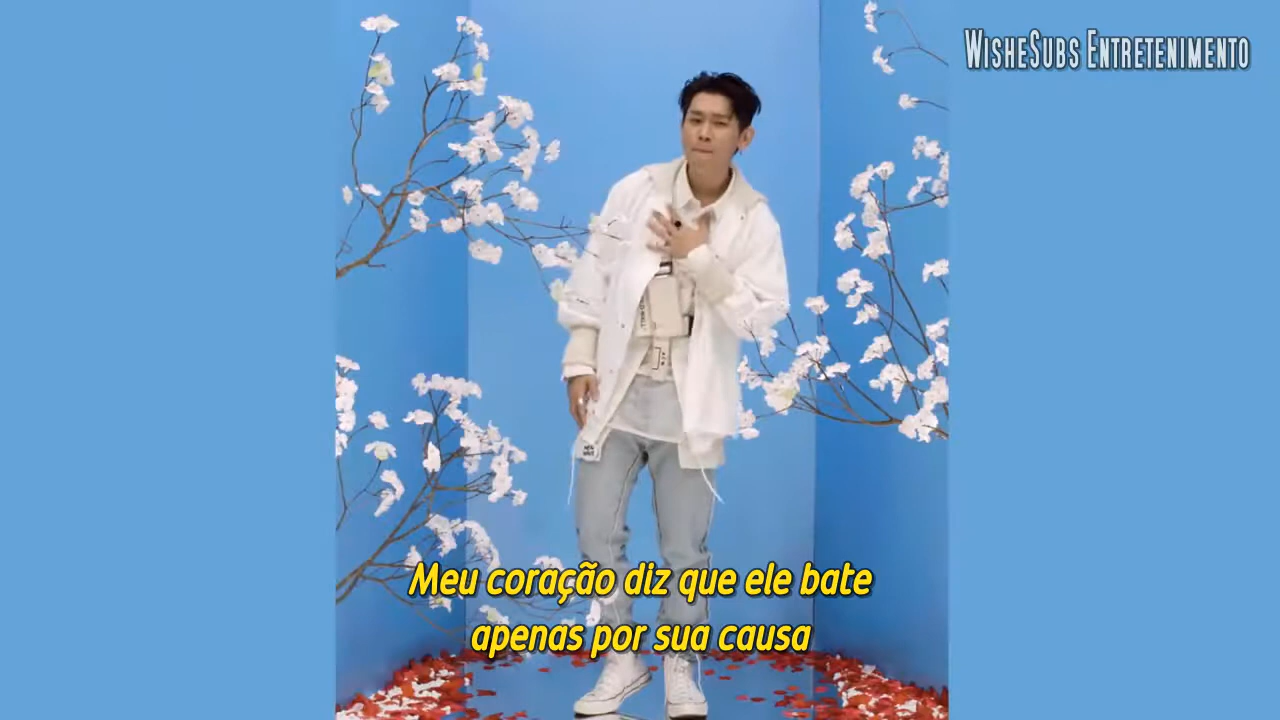 WisheSubs Entretenimento
Meu coração diz que ele bate
apenas por sua causa